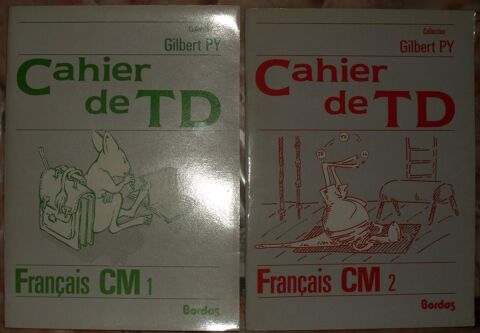 Collection
Gilbert PY
Cahier
de TD
Français CM 1
Bordas
Collection
Gilbert PY
Cahier
de TD
Français CM 2
Bordas